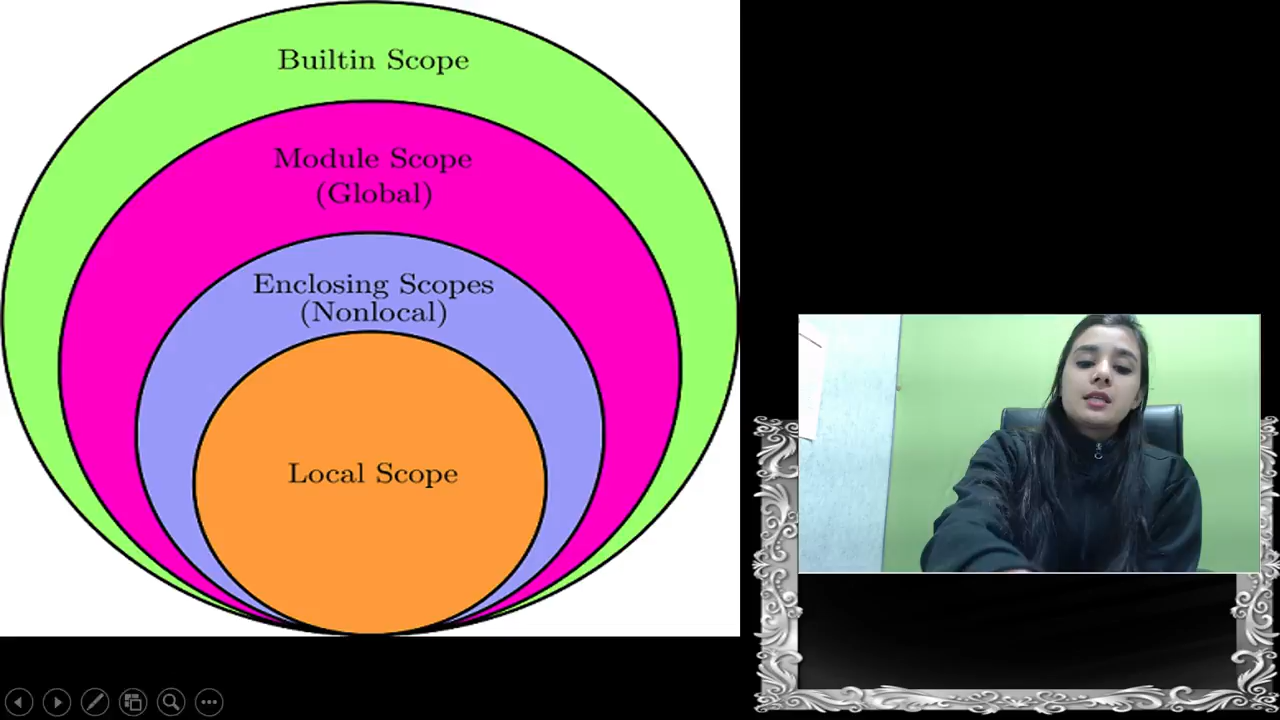 Builtin Scope
Module Scope
(Global)
Enclosing Scopes
(Nonlocal)
Local Scope